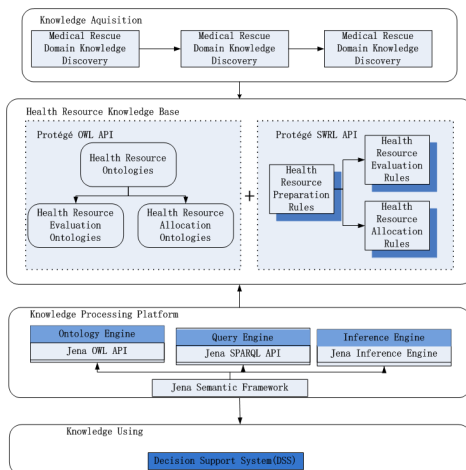 Knowledge Aquisition
Medical Rescue Domain Knowledge Discovery
Medical Rescue Domain Knowledge Discovery
Medical Rescue Domain Knowledge Discovery
Health Resource Knowledge Base
Protégé OWL API
Health Resource
Ontologies
Health Resource
Evaluation Ontologies
Health Resource
Allocation Ontologies
+
Protégé SWRL API
Health
Resource
Preparation
Rules
Health
Resource
Evaluation
Rules
Health
Resource
Allocation
Rules
Knowledge Processing Platform
Ontology Engine
Jena OWL API
Query Engine
Jena SPARQL API
Inference Engine
Jena Inference Engine
Jena Semantic Framework
Knowledge Using
Decision Support System(DSS)